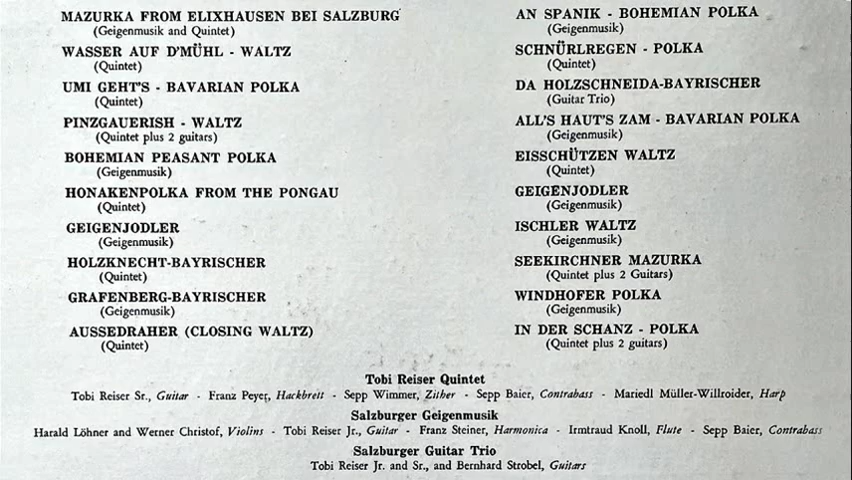 MAZURKA FROM ELIXHAUSEN BEI SALZBURG
(Geigenmusik and Quintet)
WASSER AUF D'MÜHL - WALTZ
(Quintet)
UMI GEHT'S - BAVARIAN POLKA
(Quintet)
PINZGAUERISH - WALTZ
(Quintet plus 2 guitars)
BOHEMIAN PEASANT POLKA
(Geigenmusik)
HONAKENPOLKA FROM THE PONGAU
(Quintet)
GEIGENJODLER
(Geigenmusik)
HOLZKNECHT-BAYRISCHER
(Quintet)
GRAFENBERG-BAYRISCHER
(Geigenmusik)
AUSSEDRAHER (CLOSING WALTZ)
(Quintet)
AN SPANIK - BOHEMIAN POLKA
(Geigenmusik)
SCHNÜRLREGEN - POLKA
(Quintet)
DA HOLZSCHNEIDA-BAYRISCHER
(Guitar Trio)
ALL'S HAUT'S ZAM - BAVARIAN POLKA
(Geigenmusik)
EISSCHÜTZEN WALTZ
(Quintet)
GEIGENJODLER
(Geigenmusik)
ISCHLER WALTZ
(Geigenmusik)
SEEKIRCHNER MAZURKA
(Quintet plus 2 Guitars)
WINDHOFER POLKA
(Geigenmusik)
IN DER SCHANZ - POLKA
(Quintet plus 2 guitars)
Tobi Reiser Quintet
Tobi Reiser Sr., Guitar - Franz Peyer, Hackbrett - Sepp Wimmer, Zither - Sepp Baier, Contrabass - Mariedl Müller-Willroider, Harp
Salzburger Geigenmusik
Harald Löhner and Werner Christof, Violins - Tobi Reiser Jr., Guitar - Franz Steiner, Harmonica - Irmtraud Knoll, Flute - Sepp Baier, Contrabass
Salzburger Guitar Trio
Tobi Reiser Jr. and Sr., and Bernhard Strobel, Guitars